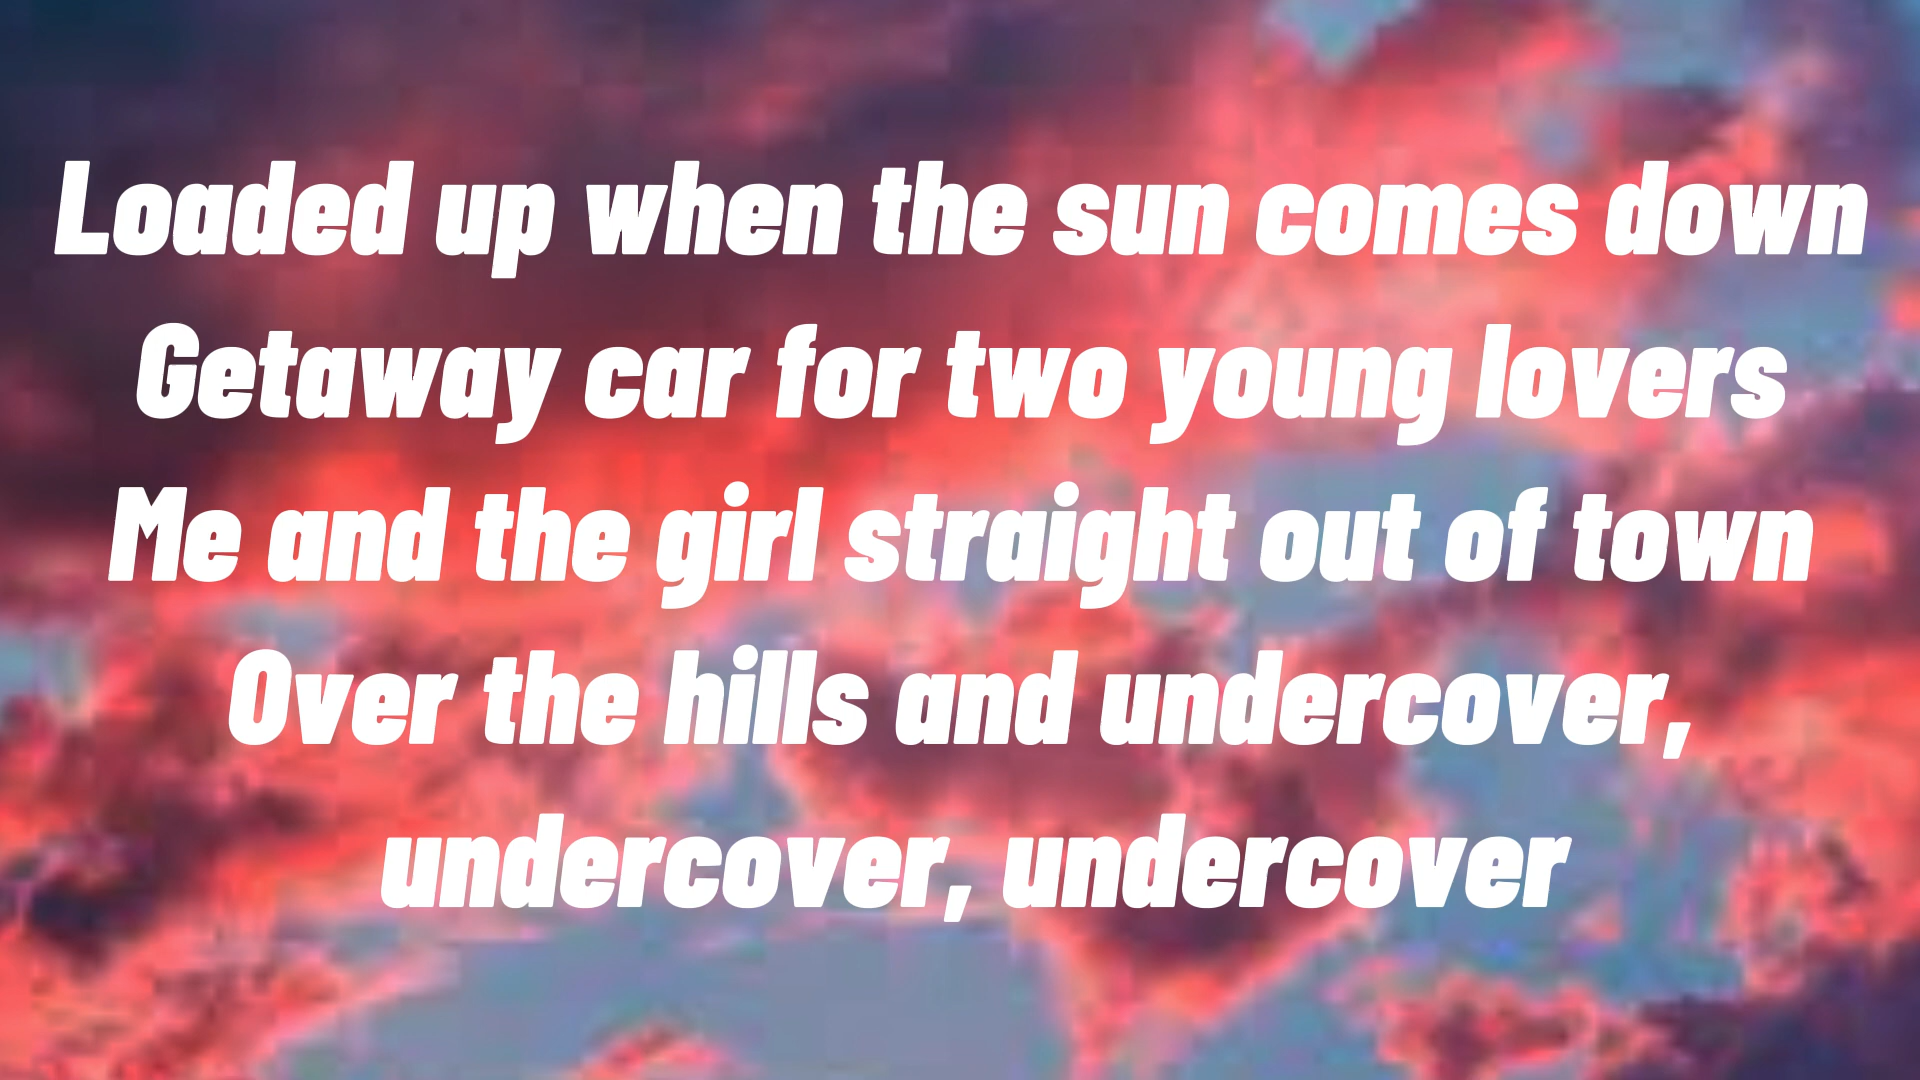 Loaded up when the sun comes down
Getaway car for two young lovers
Me and the girl straight out of town
Over the hills and undercover,
undercover, undercover